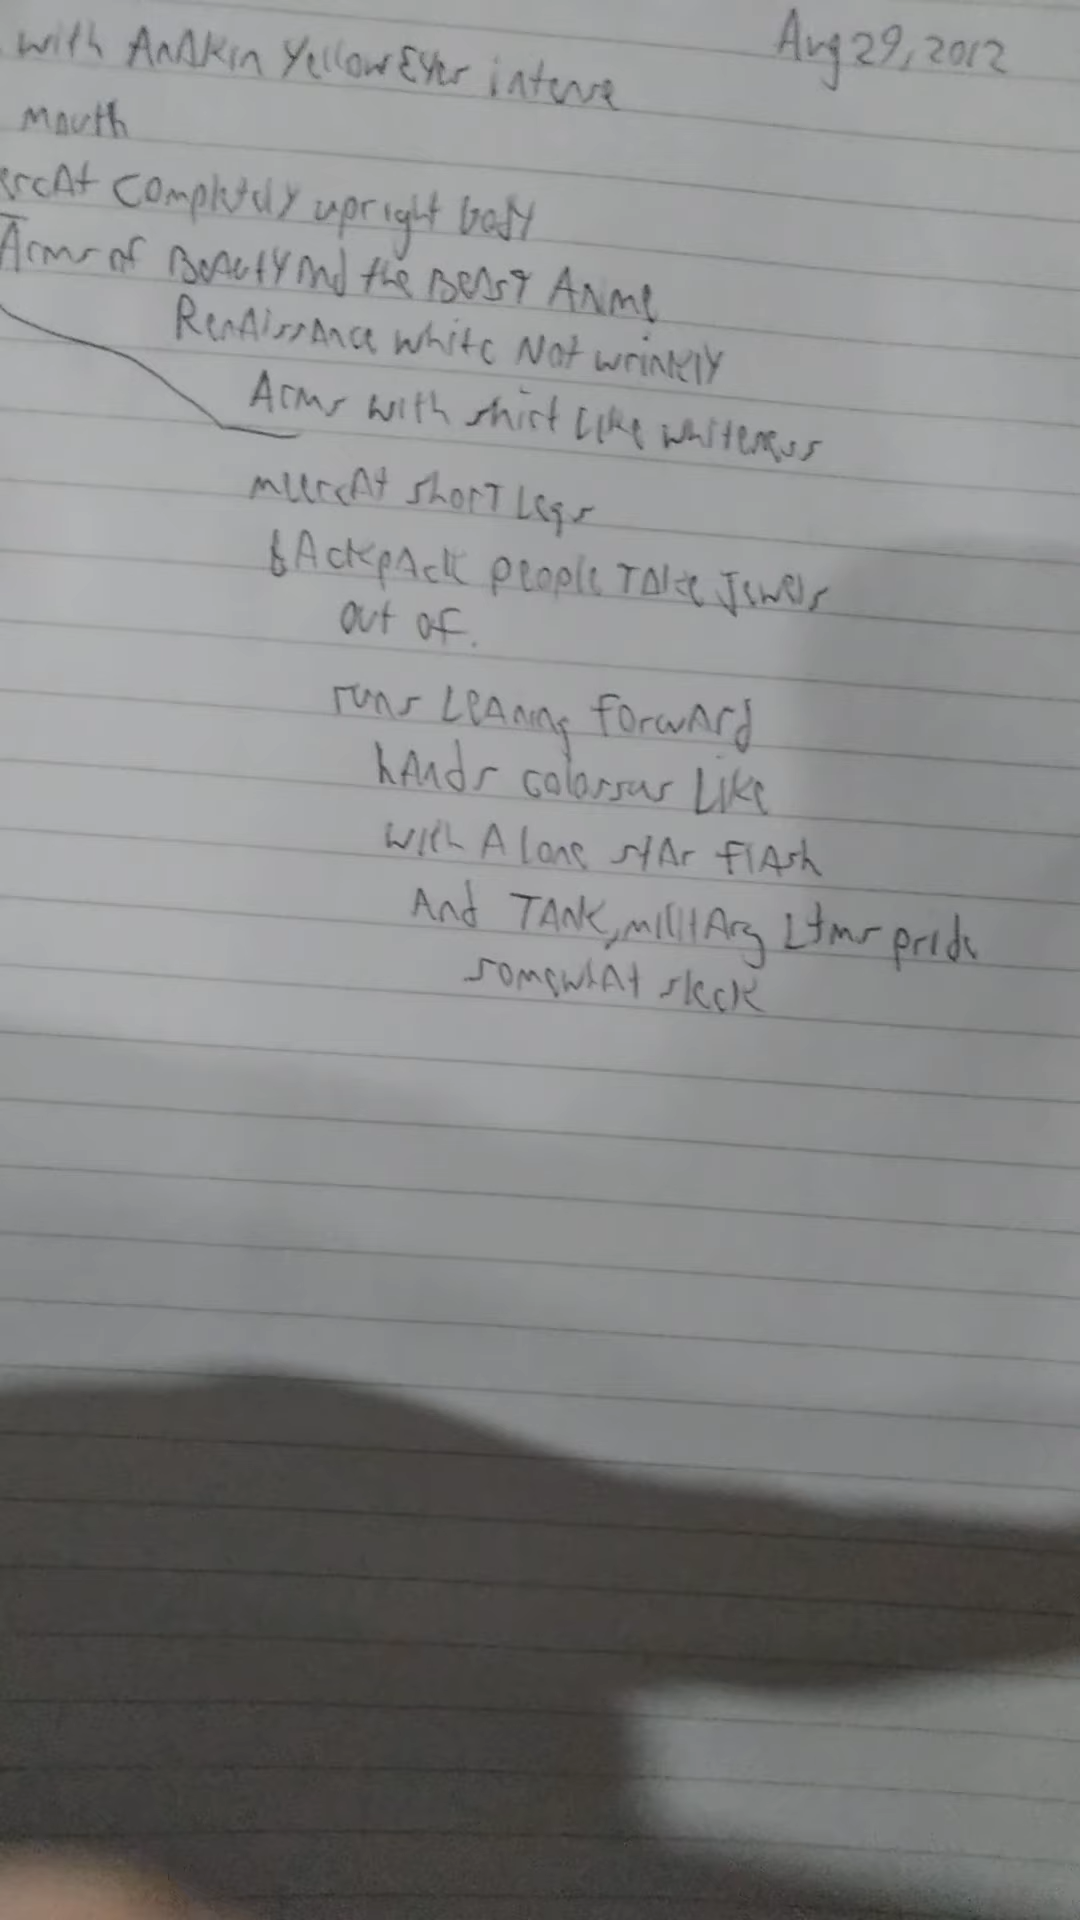 Aug 29, 2012
with AnAkin Yellow Eyes intense
mouth
ercAt completely upright body
Arms of BeAuty And the BeAst Anime
RenAissAnce white Not wrinkly
Arms with shirt like whiteness
meercAt short Legs
bAckpAck people TAke Jewels
out of.
runs LeAning forwArd
hAnds colossus Like
with A lone stAr flAsh
And TANK, militAry pride
somewhAt sleek